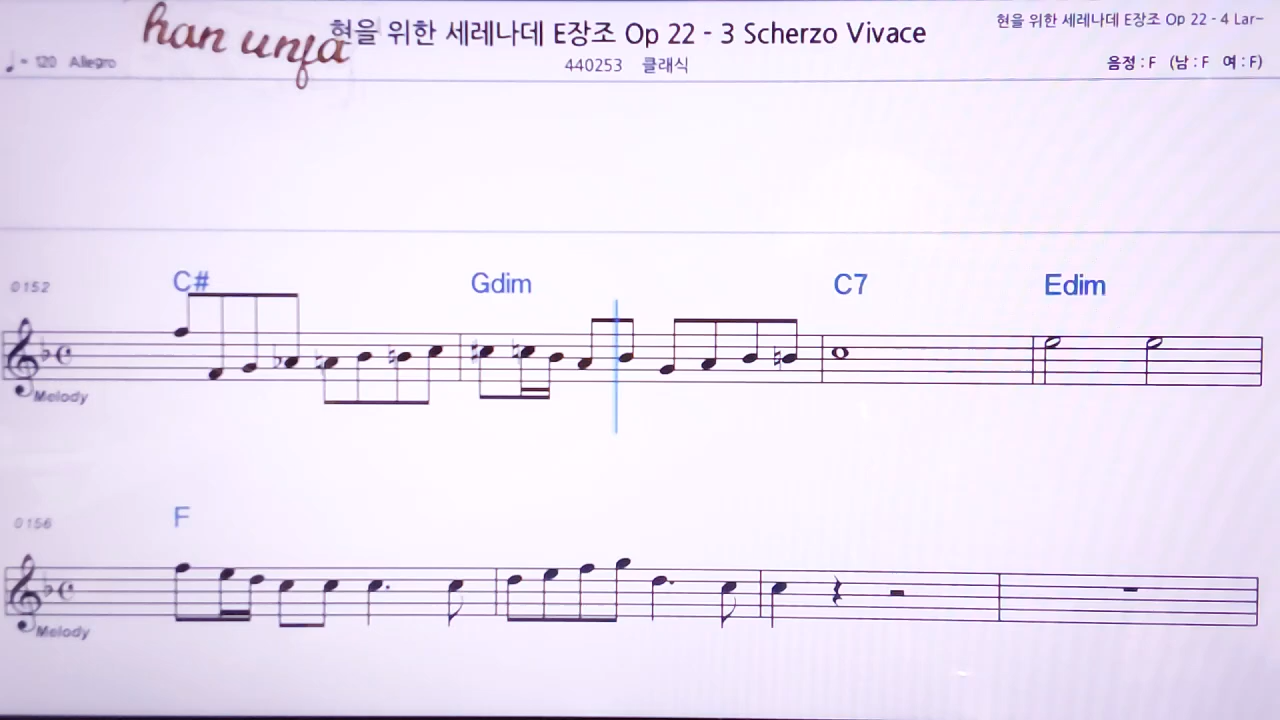 han unfa
현을 위한 세레나데 E장조 Op 22 - 3 Scherzo Vivace
현을 위한 세레나데 E장조 Op 22 - 4 Lar~
♩= 120 Allegro
440253 클래식
음정 : F (남 : F 여 : F)
0152
C# Gdim C7 Edim
Melody
0156
F
Melody